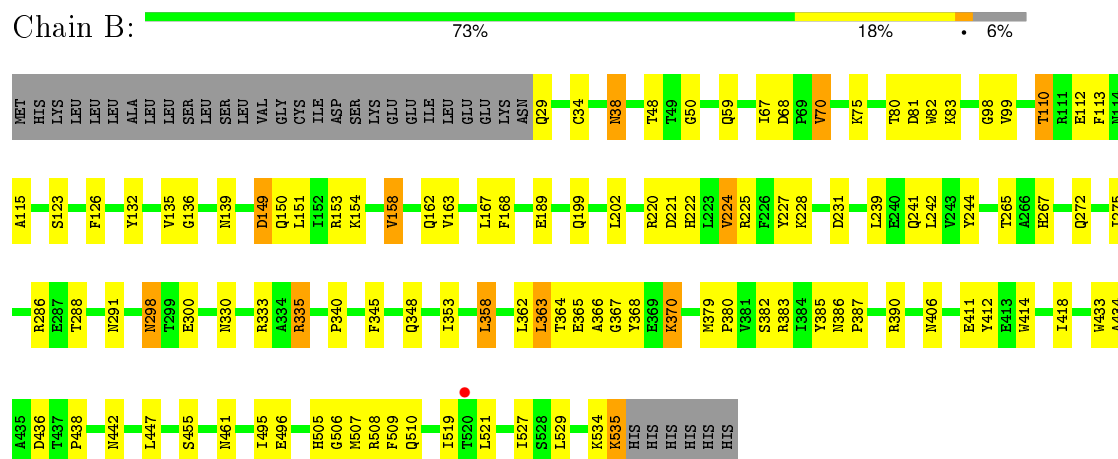 Chain B:
73% 18% • 6%
MET HIS LYS LEU LEU LEU ALA LEU LEU SER LEU SER LEU VAL GLY CYS ILE ASP SER LYS GLU GLU ILE LEU GLU GLU LYS ASN Q29 C34 N38 T48 T49 G50 Q59 I67 D68 P69 V70 K75 T80 D81 W82 K83 G98 V99 T110 R111 E112 F113 N114
A115 S123 F126 Y132 V135 G136 N139 D149 Q150 L151 I152 R153 K154 V158 Q162 V163 L167 F168 E189 Q199 L202 R220 D221 H222 L223 V224 R225 F226 Y227 K228 D231 L239 E240 Q241 L242 V243 Y244 T265 A266 H267 Q272 I275
R286 E287 T288 N291 N298 T299 E300 N330 R333 A334 R335 P340 F345 Q348 I353 L358 L362 L363 T364 E365 A366 G367 Y368 E369 K370 M379 P380 V381 S382 R383 I384 Y385 N386 P387 R390 N406 E411 Y412 E413 W414 I418 W433 A434
A435 D436 T437 P438 N442 L447 S455 N461 I495 E496 H505 G506 M507 R508 F509 Q510 I519 T520 L521 I527 S528 L529 K534 K535 HIS HIS HIS HIS HIS HIS